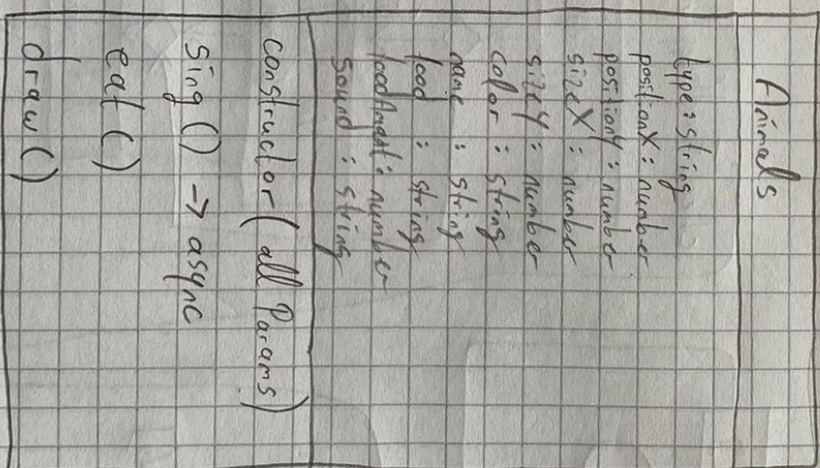 Animals
type: string
positionX: number
positionY: number
sizeX: number
sizeY: number
color: string
name: string
food: string
foodAmount: number
sound: string
constructor(all Params)
sing() → async
eat()
draw()